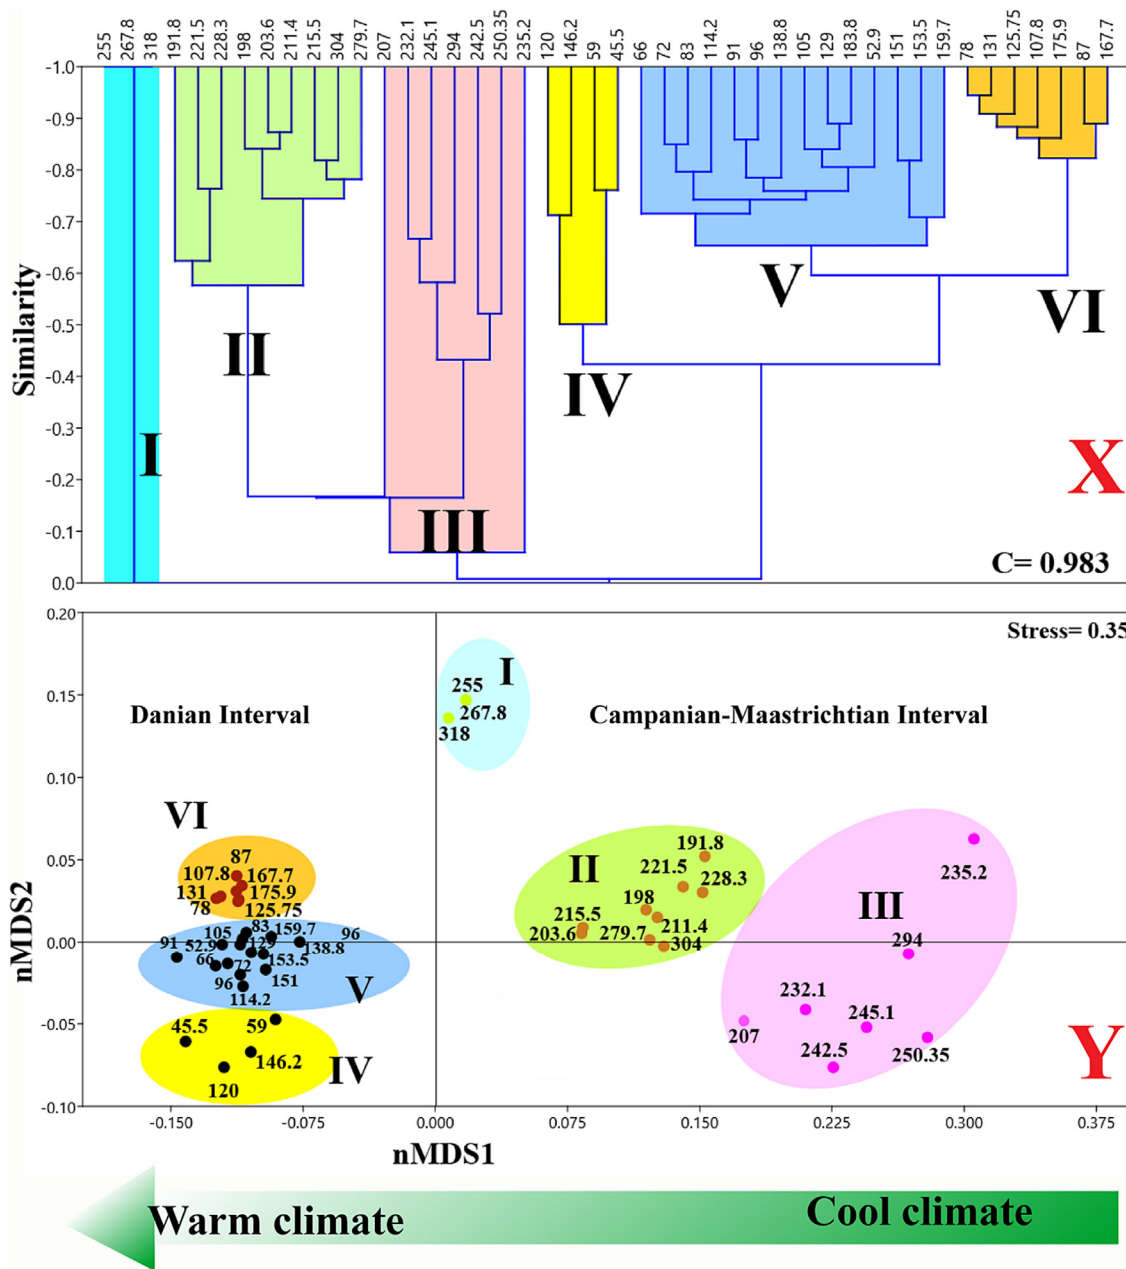 255 267.8 318 191.8 221.5 228.3 198 203.6 211.4 215.5 304 279.7 207 232.1 245.1 294 242.5 250.35 235.2 120 146.2 59 45.5 66 72 83 114.2 91 96 138.8 105 129 183.8 52.9 151 153.5 159.7 78 131 125.75 107.8 175.9 87 167.7
-1.0
-0.9
-0.8
-0.7
-0.6
-0.5
-0.4
-0.3
-0.2
-0.1
0.0
Similarity
I
II
III
IV
V
VI
X
C= 0.983
0.20
0.15
0.10
0.05
0.00
-0.05
-0.10
nMDS2
Stress= 0.35
Danian Interval
Campanian-Maastrichtian Interval
I
255
267.8
318
VI
87
107.8 167.7
131 175.9
78 125.75
II
191.8
221.5 228.3
198
215.5 211.4
203.6 279.7 304
III
235.2
294
232.1
245.1
207
242.5 250.35
105 83 159.7 96
91 52.9 129 138.8
66 72 153.5
96 151
114.2
V
45.5 59
146.2
120
IV
Y
-0.150 -0.075 0.000 0.075 0.150 0.225 0.300 0.375
nMDS1
Warm climate
Cool climate